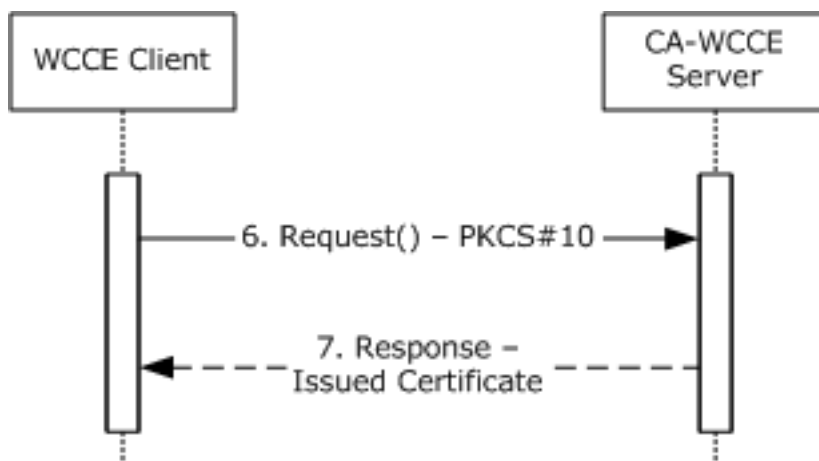 WCCE Client
CA-WCCE
Server
6. Request() – PKCS#10
7. Response –
Issued Certificate